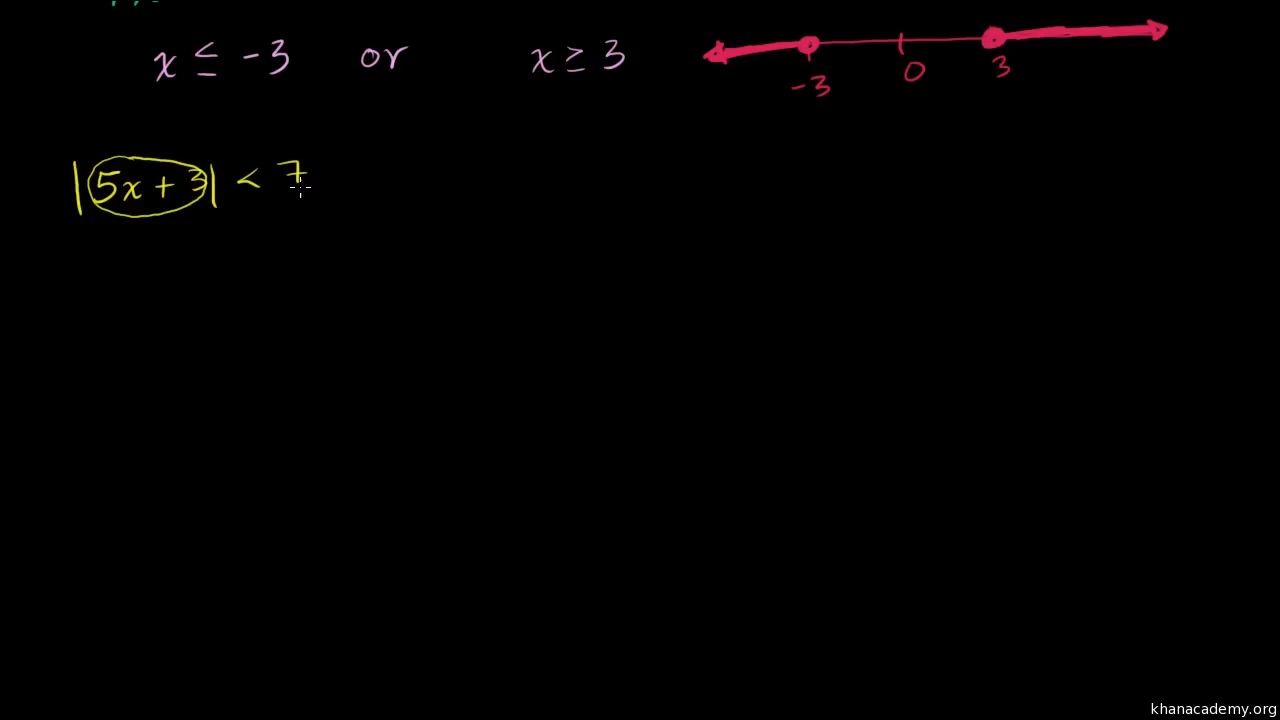 x ≤ -3 or x ≥ 3
-3 0 3
|5x + 3| < 7
khanacademy.org